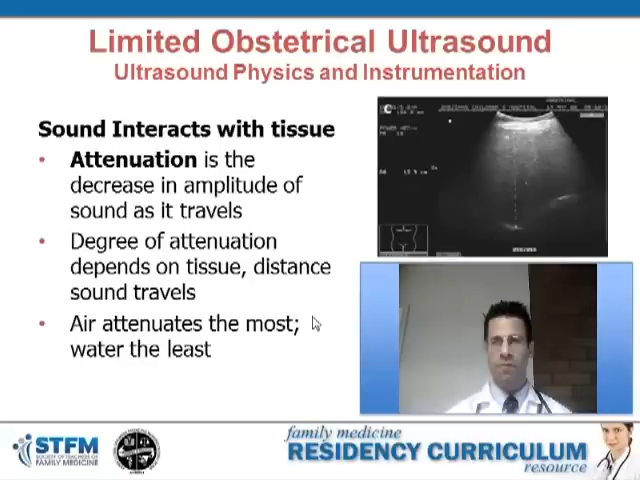 Limited Obstetrical Ultrasound
Ultrasound Physics and Instrumentation
Sound Interacts with tissue
• Attenuation is the
decrease in amplitude of
sound as it travels
• Degree of attenuation
depends on tissue, distance
sound travels
• Air attenuates the most;
water the least
C
STFM
SOCIETY OF TEACHERS OF
FAMILY MEDICINE
family medicine
RESIDENCY CURRICULUM
resource